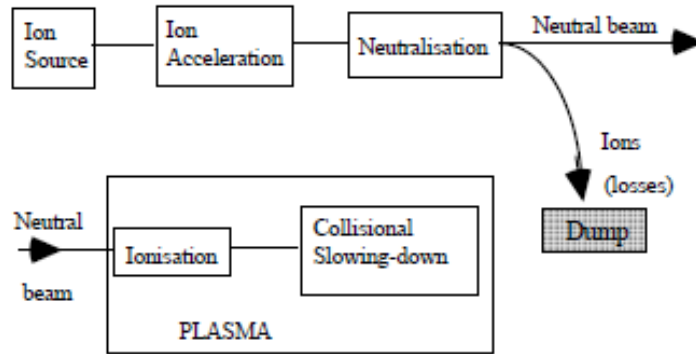 Ion
Source
Ion
Acceleration
Neutralisation
Neutral beam
Ions
(losses)
Dump
Neutral
beam
Ionisation
Collisional
Slowing-down
PLASMA